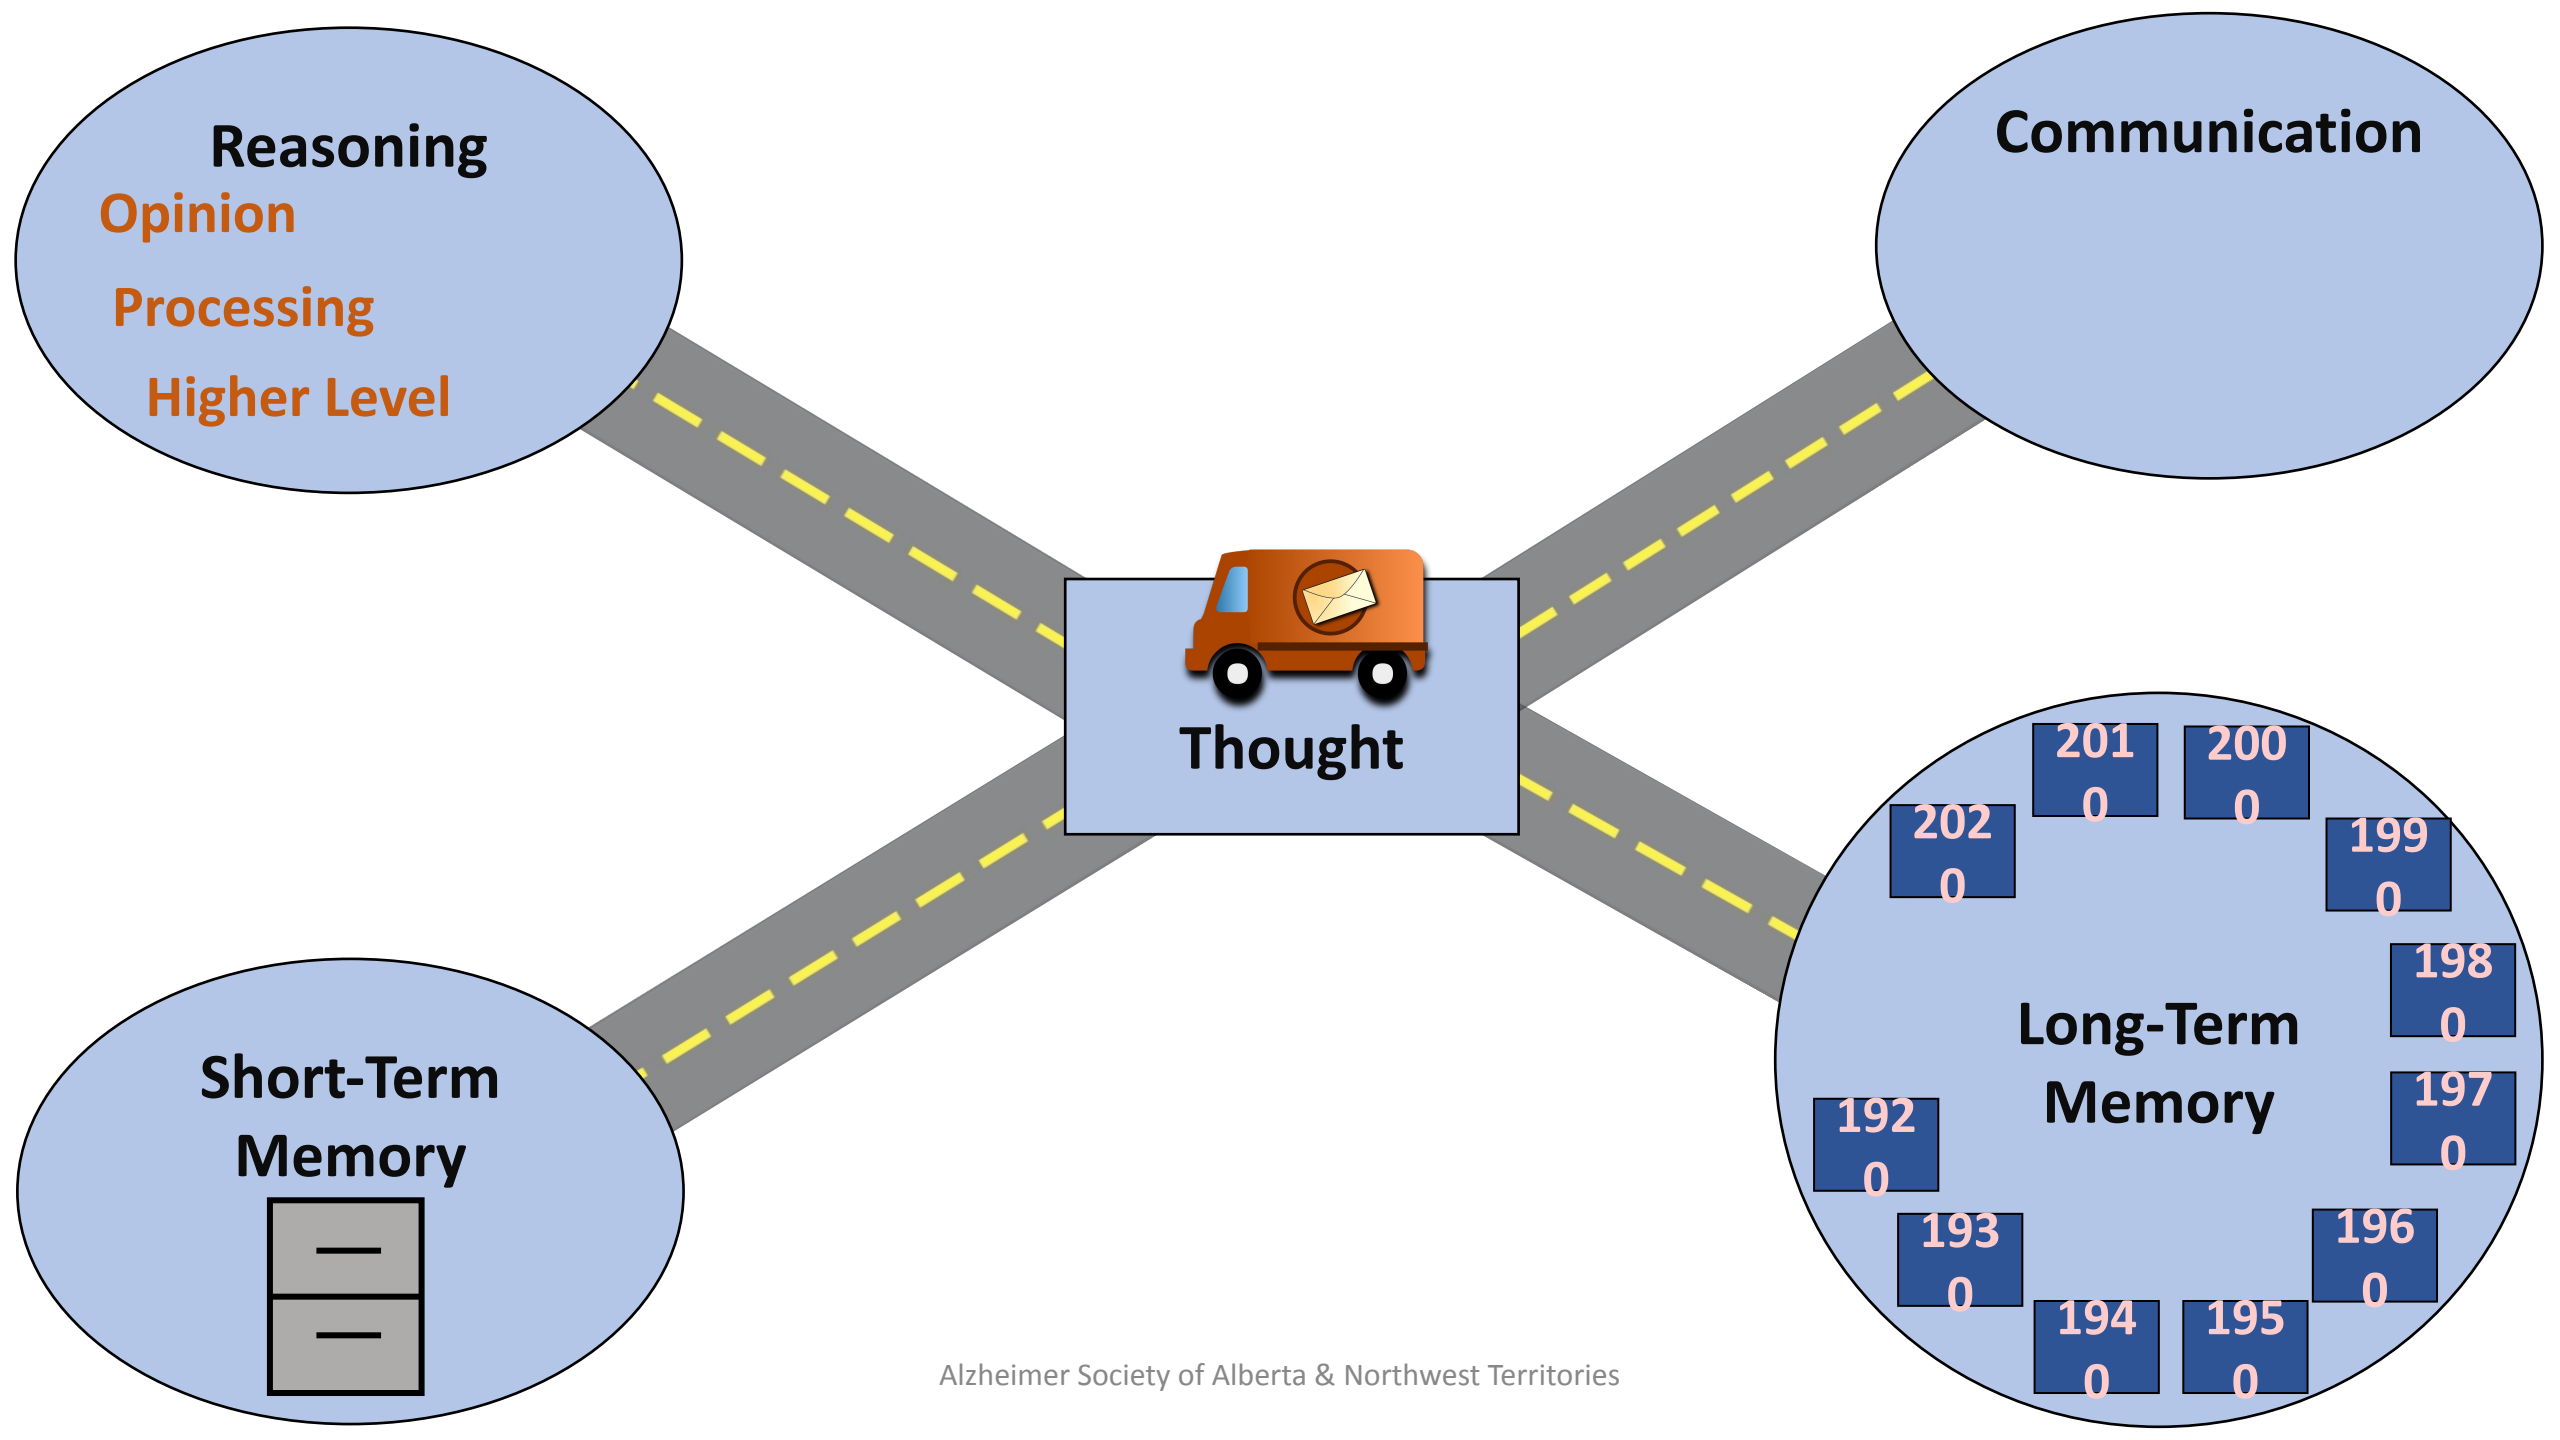 Reasoning
Opinion
Processing
Higher Level
Communication
Thought
Short-Term
Memory
Long-Term
Memory
202
0
201
0
200
0
199
0
198
0
197
0
196
0
195
0
194
0
193
0
192
0
Alzheimer Society of Alberta & Northwest Territories